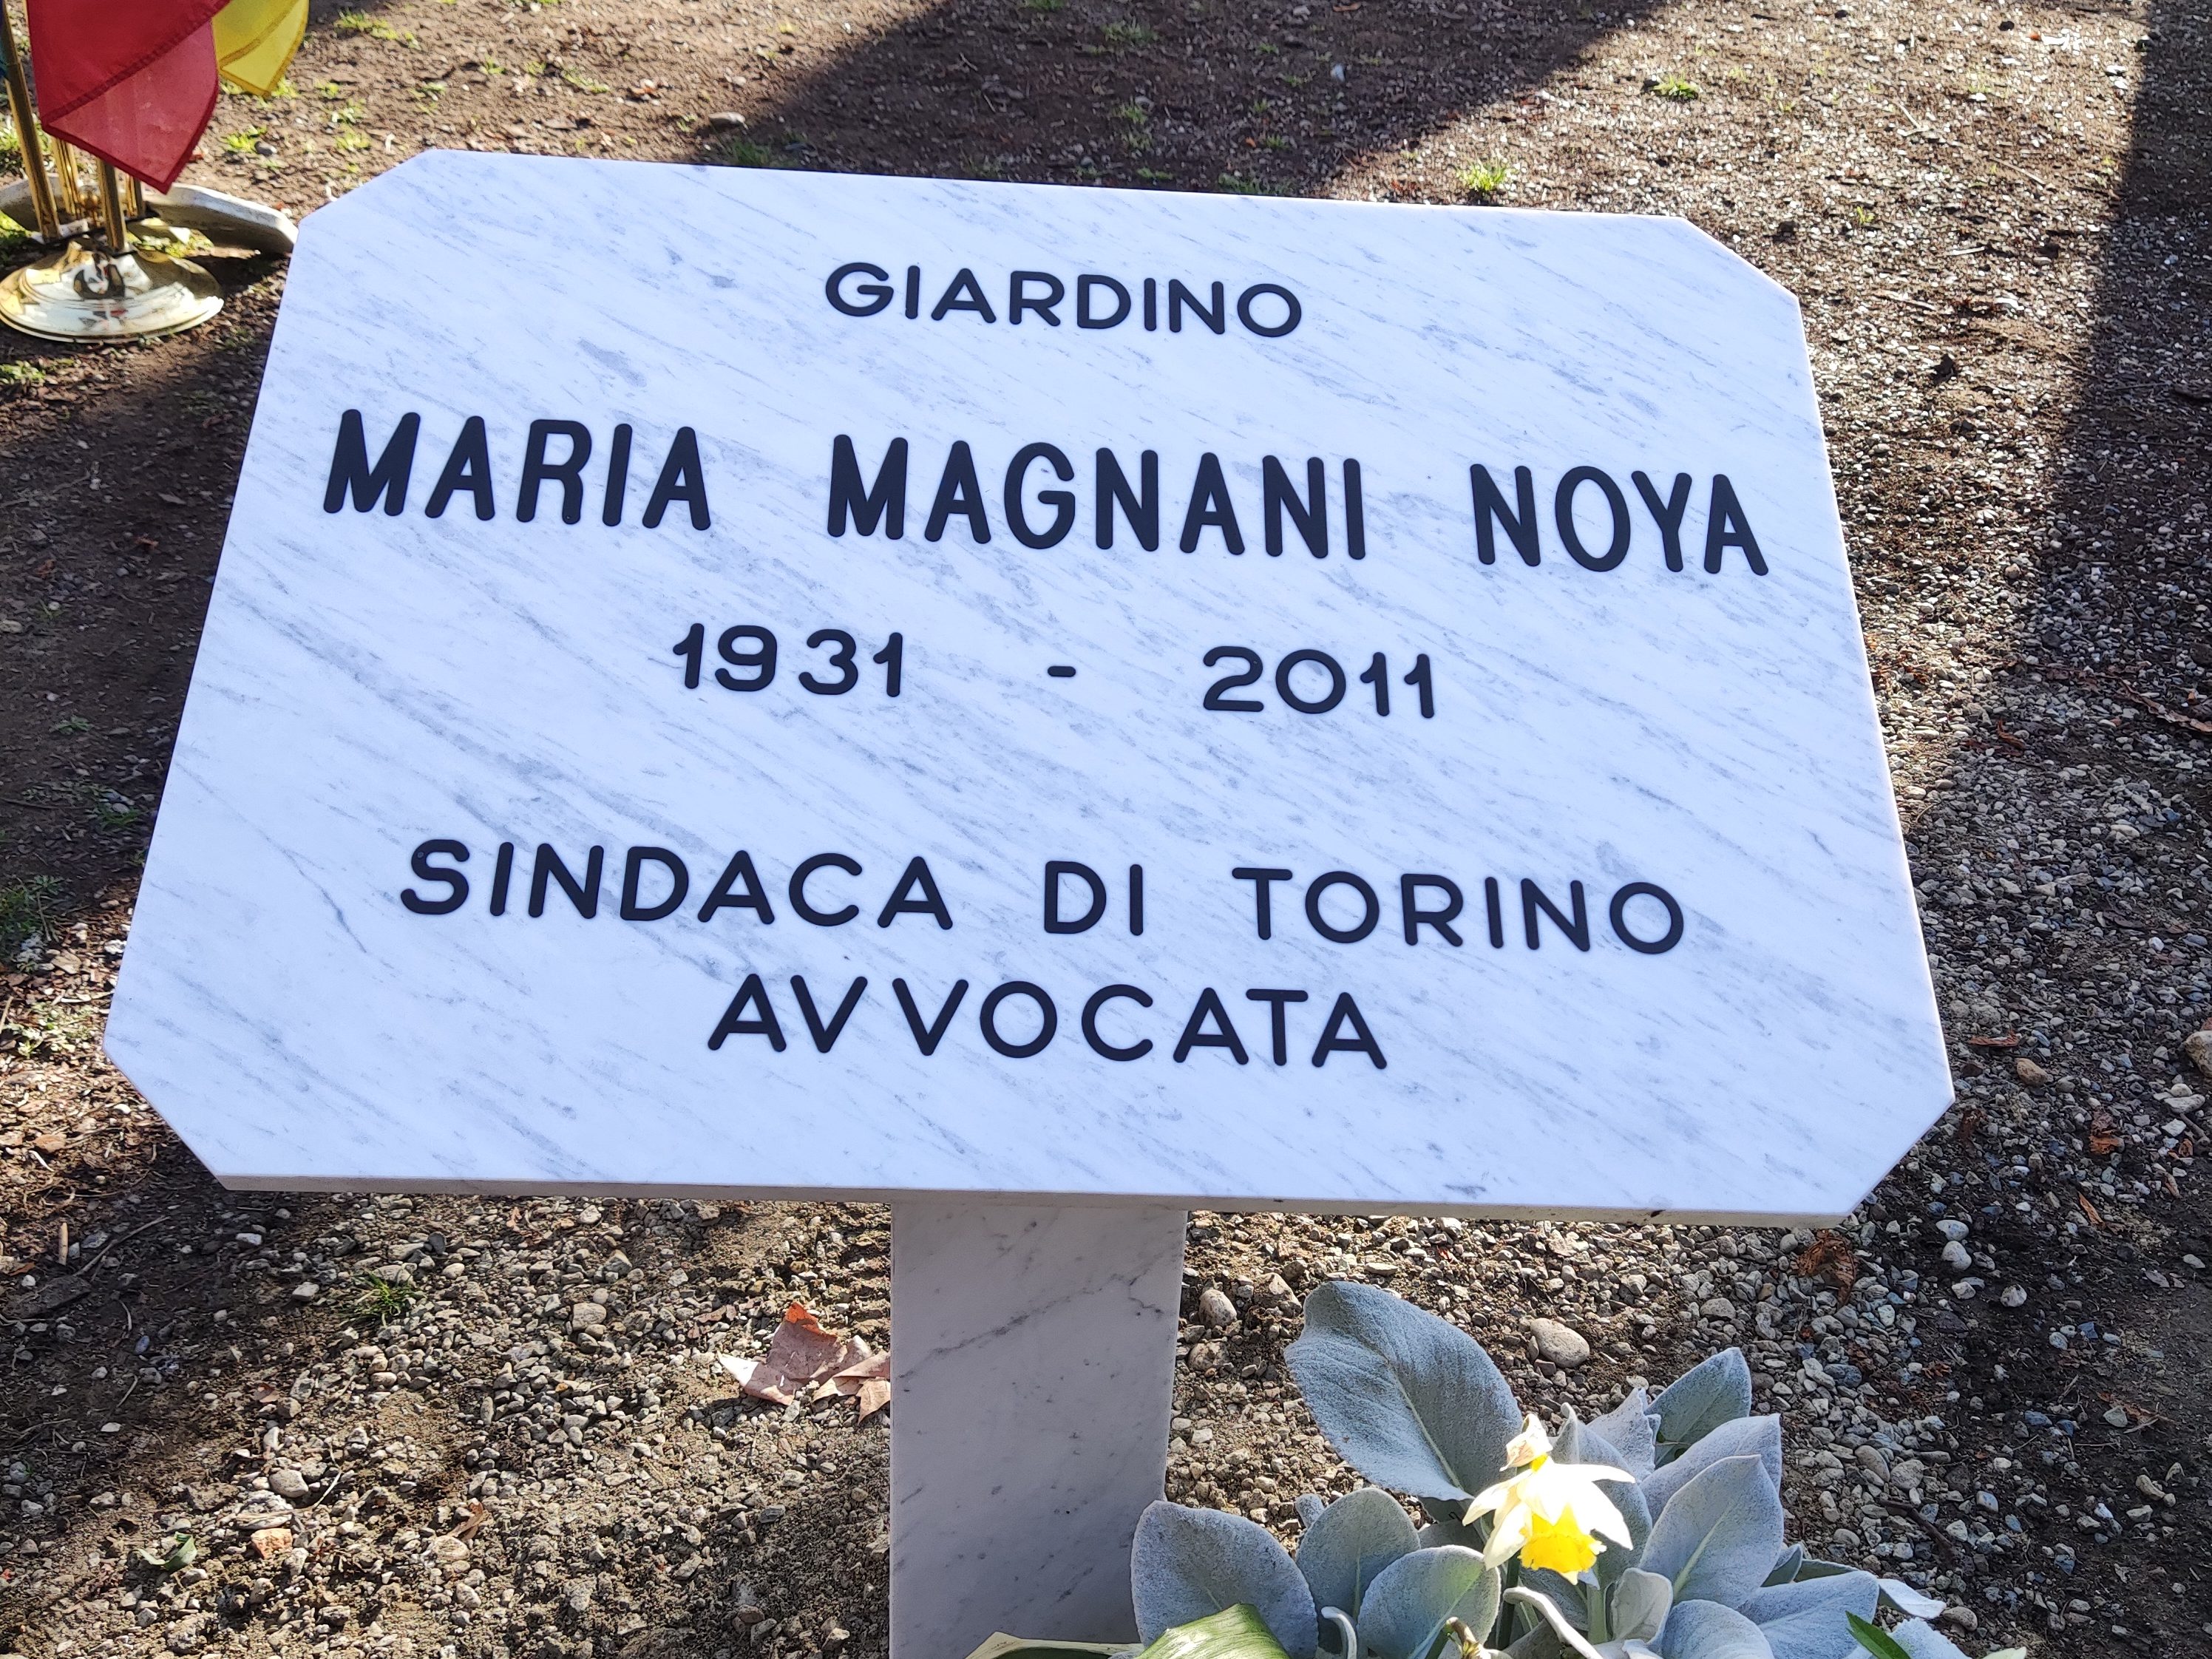 GIARDINO
MARIA MAGNANI NOYA
1931 - 2011
SINDACA DI TORINO
AVVOCATA